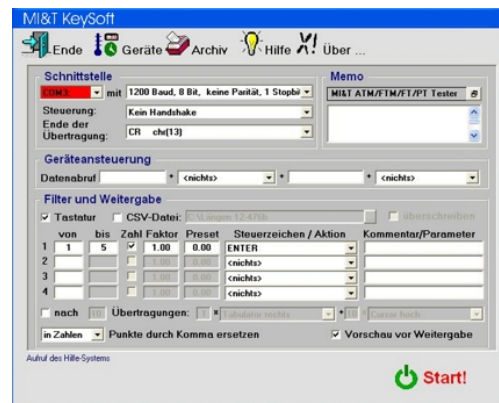 MI&T KeySoft
Ende Geräte Archiv Hilfe Über ...
Schnittstelle Memo
mit 1200 Baud, 8 Bit, keine Parität, 1 Stopbi MI&T ATM/FTM/FT/PT Tester
Steuerung: Kein Handshake
Ende der
Übertragung: CR chr(13)
Geräteansteuerung
Datenabruf * <nichts> * * <nichts>
Filter und Weitergabe
Tastatur CSV-Datei: überschreiben
von bis Zahl Faktor Preset Steuerzeichen / Aktion Kommentar/Parameter
1 1 5 1.00 0.00 ENTER
2 1.00 0.00 <nichts>
3 1.00 0.00 <nichts>
4 1.00 0.00 <nichts>
nach 10 Übertragungen: 1 * Tabulator rechts * 10 * Cursor hoch
in Zahlen Punkte durch Komma ersetzen Vorschau vor Weitergabe
Aufruf des Hilfe-Systems
Start!